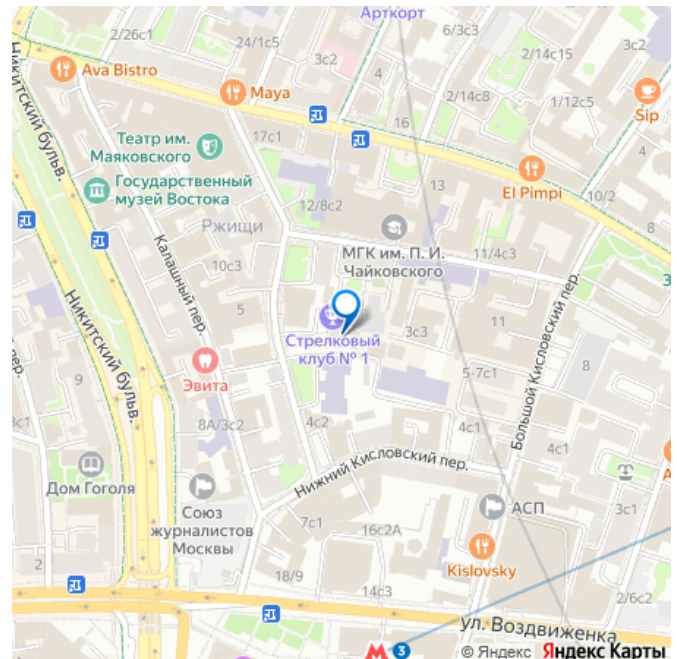 Арткорт
6/3с3
2/26с1
24/1с5
3с2
2/14с15
3с2
4
Ava Bistro
Maya
2/14с8
1/12с5
Sip
Никитский бульв.
16
Театр им.
Маяковского
17с1
4
El Pimpi
Государственный
музей Востока
13
12/8с2
10/2
Ржищи
8
МГК им. П. И.
Чайковского
11/4с3
З
10с3
Калашный пер.
5
Никитский бульв.
Стрелковый
клуб № 1
3с3
11
Большой Кисловский пер.
8
Эвита
9
5-7с1
3с1
8А/3с2
4с2
4с1
4с1
Нижний Кисловский пер.
Дом Гоголя
Союз
журналистов
Москвы
7с1
16с2А
АСП
3с1
Kislovsky
2
18/9
14с3
2/6с2
ул. Воздвиженка
3
© Яндекс Яндекс Карты